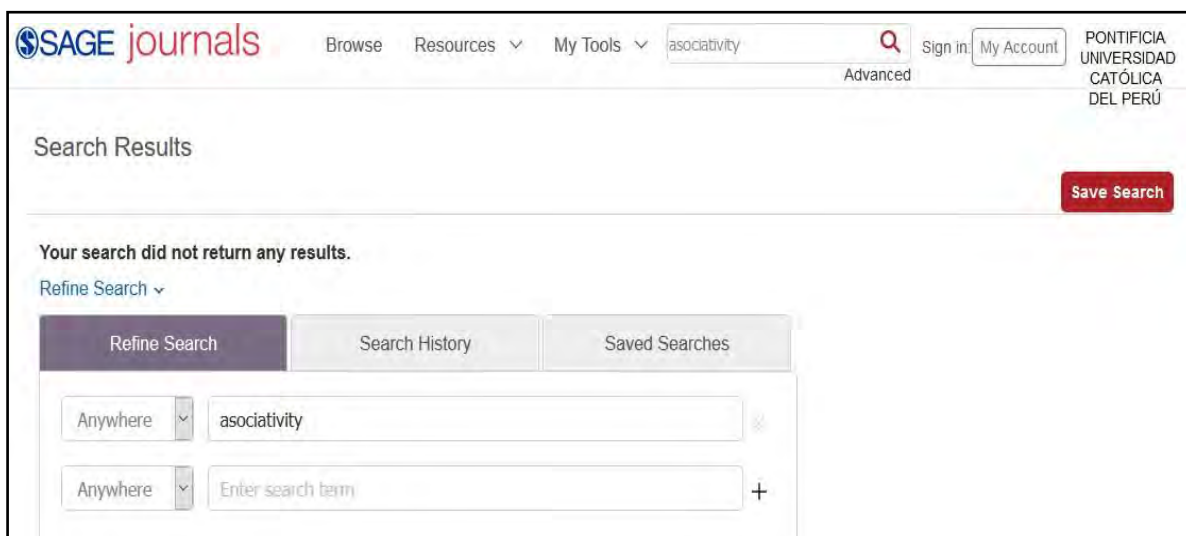 SAGE journals Browse Resources My Tools asociativity Sign in: My Account PONTIFICIA
UNIVERSIDAD
CATÓLICA
DEL PERÚ
Advanced
Search Results
Save Search
Your search did not return any results.
Refine Search
Refine Search Search History Saved Searches
Anywhere asociativity
Anywhere Enter search term +